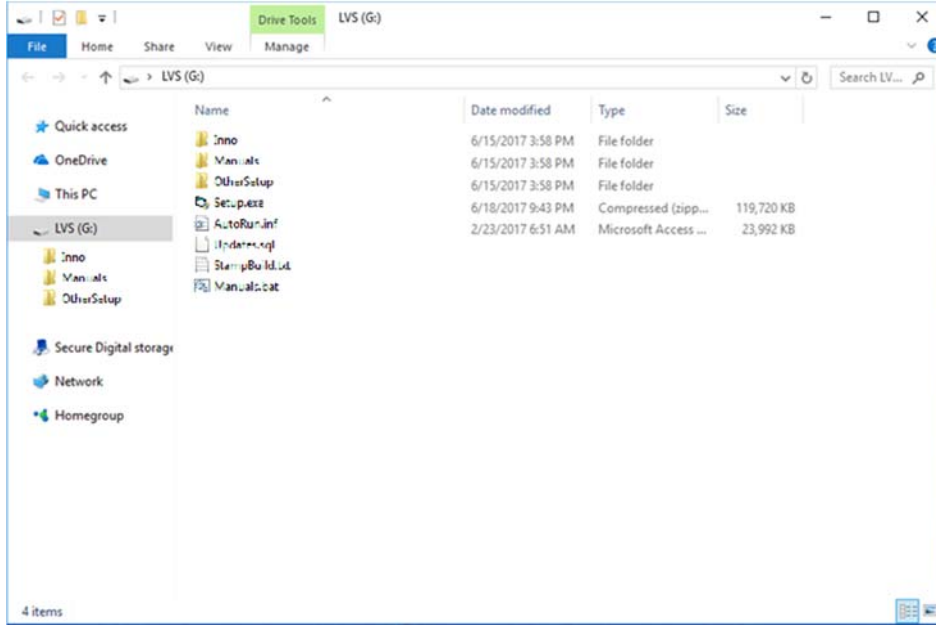 Drive Tools LVS (G:)
File Home Share View Manage
LVS (G:) Search LV...
Name Date modified Type Size
Quick access
OneDrive
This PC
LVS (G:)
Inno
Manuals
OtherSetup
Secure Digital storage
Network
Homegroup
Inno 6/15/2017 3:58 PM File folder
Manuals 6/15/2017 3:58 PM File folder
OtherSetup 6/15/2017 3:58 PM File folder
Setup.exe 6/18/2017 9:43 PM Compressed (zipp... 119,720 KB
AutoRun.inf 2/23/2017 6:51 AM Microsoft Access ... 23,992 KB
Updates.sql
StampBuild.txt
Manuals.bat
4 items